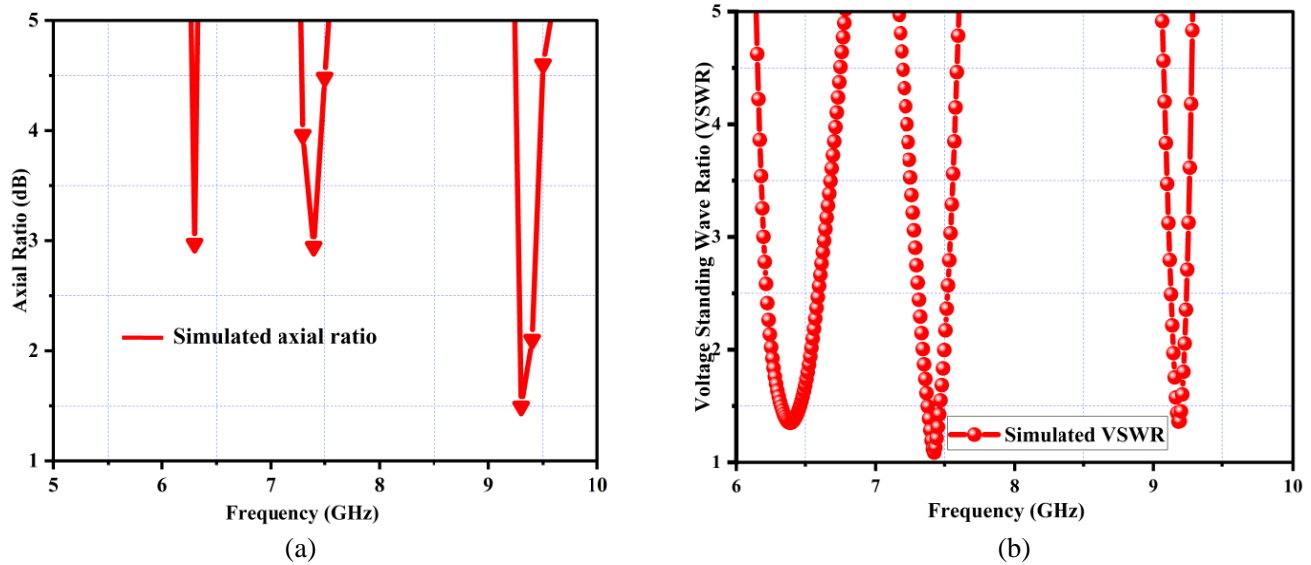 5
4
3
2
1
Axial Ratio (dB)
Simulated axial ratio
5 6 7 8 9 10
Frequency (GHz)
(a)
5
4
3
2
1
Voltage Standing Wave Ratio (VSWR)
Simulated VSWR
6 7 8 9 10
Frequency (GHz)
(b)